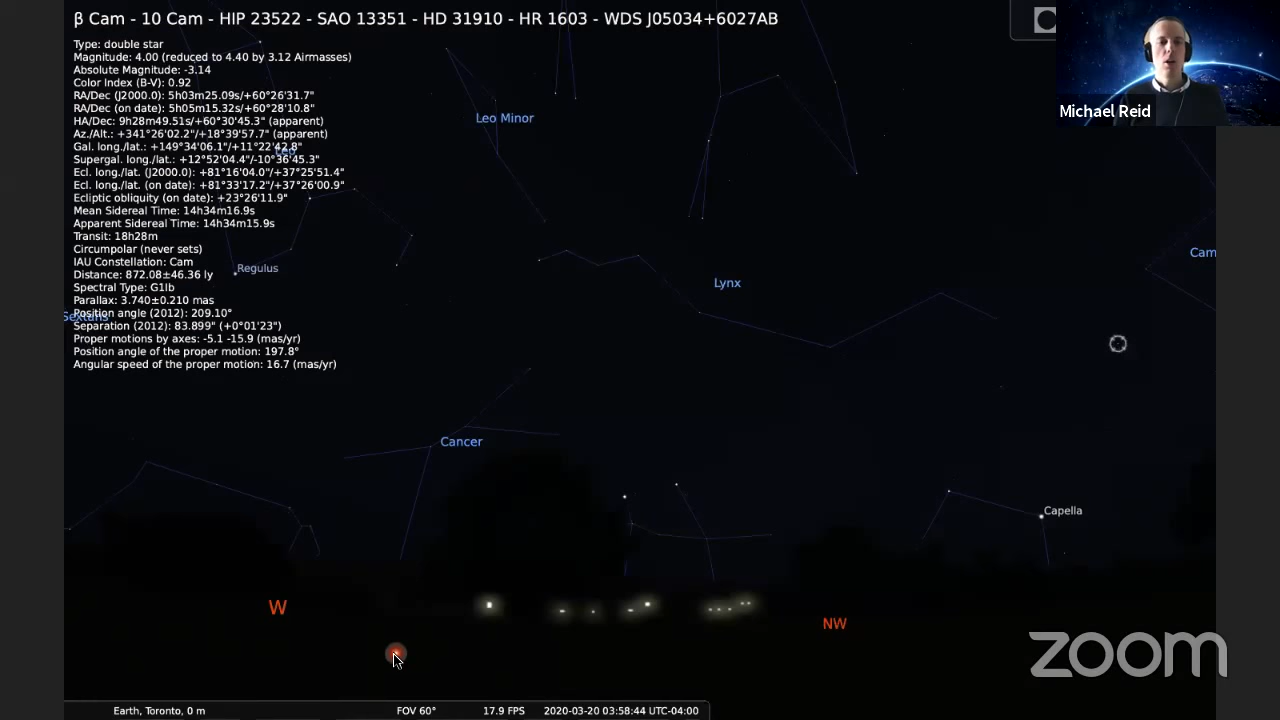 β Cam - 10 Cam - HIP 23522 - SAO 13351 - HD 31910 - HR 1603 - WDS J05034+6027AB
Type: double star
Magnitude: 4.00 (reduced to 4.40 by 3.12 Airmasses)
Absolute Magnitude: -3.14
Color Index (B-V): 0.92
RA/Dec (J2000.0): 5h03m25.09s/+60°26'31.7"
RA/Dec (on date): 5h05m15.32s/+60°28'10.8"
HA/Dec: 9h28m49.51s/+60°30'45.3" (apparent)
Az./Alt.: +341°26'02.2"/+18°39'57.7" (apparent)
Gal. long./lat.: +149°34'06.1"/+11°22'42.8"
Supergal. long./lat.: +12°52'04.4"/-10°36'45.3"
Ecl. long./lat. (J2000.0): +81°16'04.0"/+37°25'51.4"
Ecl. long./lat. (on date): +81°33'17.2"/+37°26'00.9"
Ecliptic obliquity (on date): +23°26'11.9"
Mean Sidereal Time: 14h34m16.9s
Apparent Sidereal Time: 14h34m15.9s
Transit: 18h28m
Circumpolar (never sets)
IAU Constellation: Cam
Distance: 872.08±46.36 ly
Spectral Type: G1Ib
Parallax: 3.740±0.210 mas
Position angle (2012): 209.10°
Separation (2012): 83.899" (+0°01'23")
Proper motions by axes: -5.1 -15.9 (mas/yr)
Position angle of the proper motion: 197.8°
Angular speed of the proper motion: 16.7 (mas/yr)
Michael Reid
Leo Minor
Leo
Regulus
Cam
Lynx
Sextans
Cancer
Capella
W
NW
zoom
Earth, Toronto, 0 m
FOV 60°
17.9 FPS
2020-03-20 03:58:44 UTC-04:00